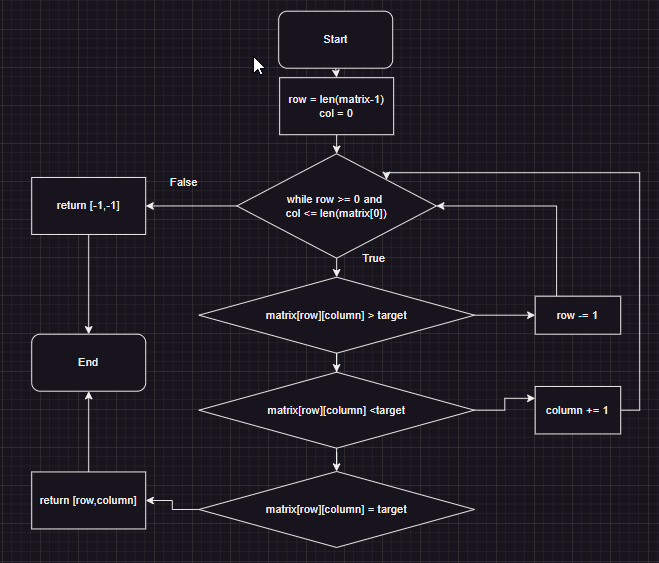 Start
row = len(matrix-1)
col = 0
False
return [-1,-1]
while row >= 0 and
col <= len(matrix[0])
True
matrix[row][column] > target
row -= 1
End
matrix[row][column] <target
column += 1
return [row,column]
matrix[row][column] = target